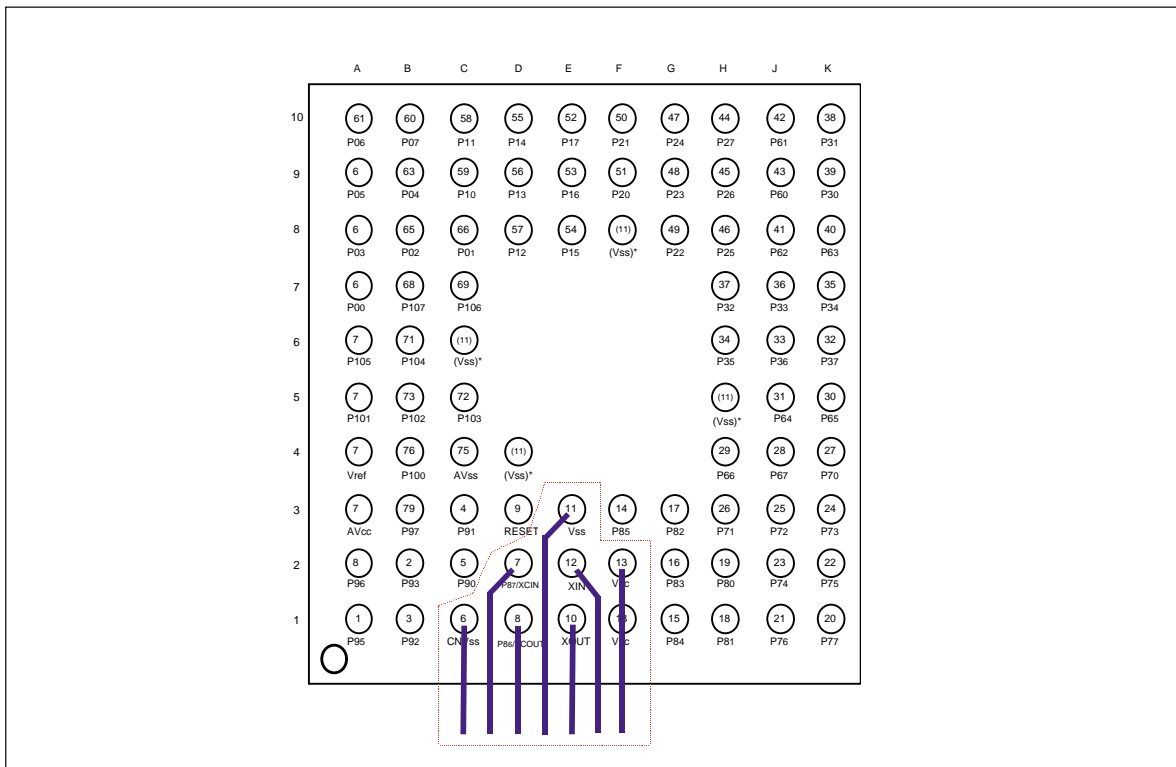 A B C D E F G H J K
10 61 60 58 55 52 50 47 44 42 38
P06 P07 P11 P14 P17 P21 P24 P27 P61 P31
9 6 63 59 56 53 51 48 45 43 39
P05 P04 P10 P13 P16 P20 P23 P26 P60 P30
8 6 65 66 57 54 (11) 49 46 41 40
P03 P02 P01 P12 P15 (Vss)* P22 P25 P62 P63
7 6 68 69 37 36 35
P00 P107 P106 P32 P33 P34
6 7 71 (11) 34 33 32
P105 P104 (Vss)* P35 P36 P37
5 7 73 72 (11) 31 30
P101 P102 P103 (Vss)* P64 P65
4 7 76 75 (11) 29 28 27
Vref P100 AVss (Vss)* P66 P67 P70
3 7 79 4 9 11 14 17 26 25 24
AVcc P97 P91 RESET Vss P85 P82 P71 P72 P73
2 8 2 5 7 12 13 16 19 23 22
P96 P93 P90 P87/XCIN XIN Vcc P83 P80 P74 P75
1 1 3 6 8 10 13 15 18 21 20
P95 P92 CNVss P86/XCOUT XOUT Vcc P84 P81 P76 P77